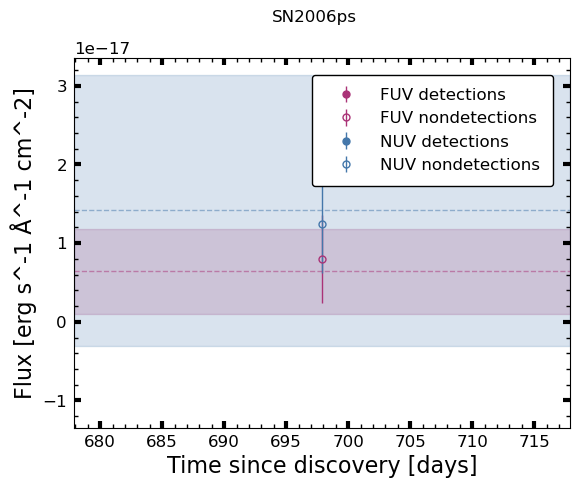 SN2006ps
1e−17
3
2
1
0
−1
FUV detections
FUV nondetections
NUV detections
NUV nondetections
Flux [erg s^-1 Å^-1 cm^-2]
680 685 690 695 700 705 710 715
Time since discovery [days]